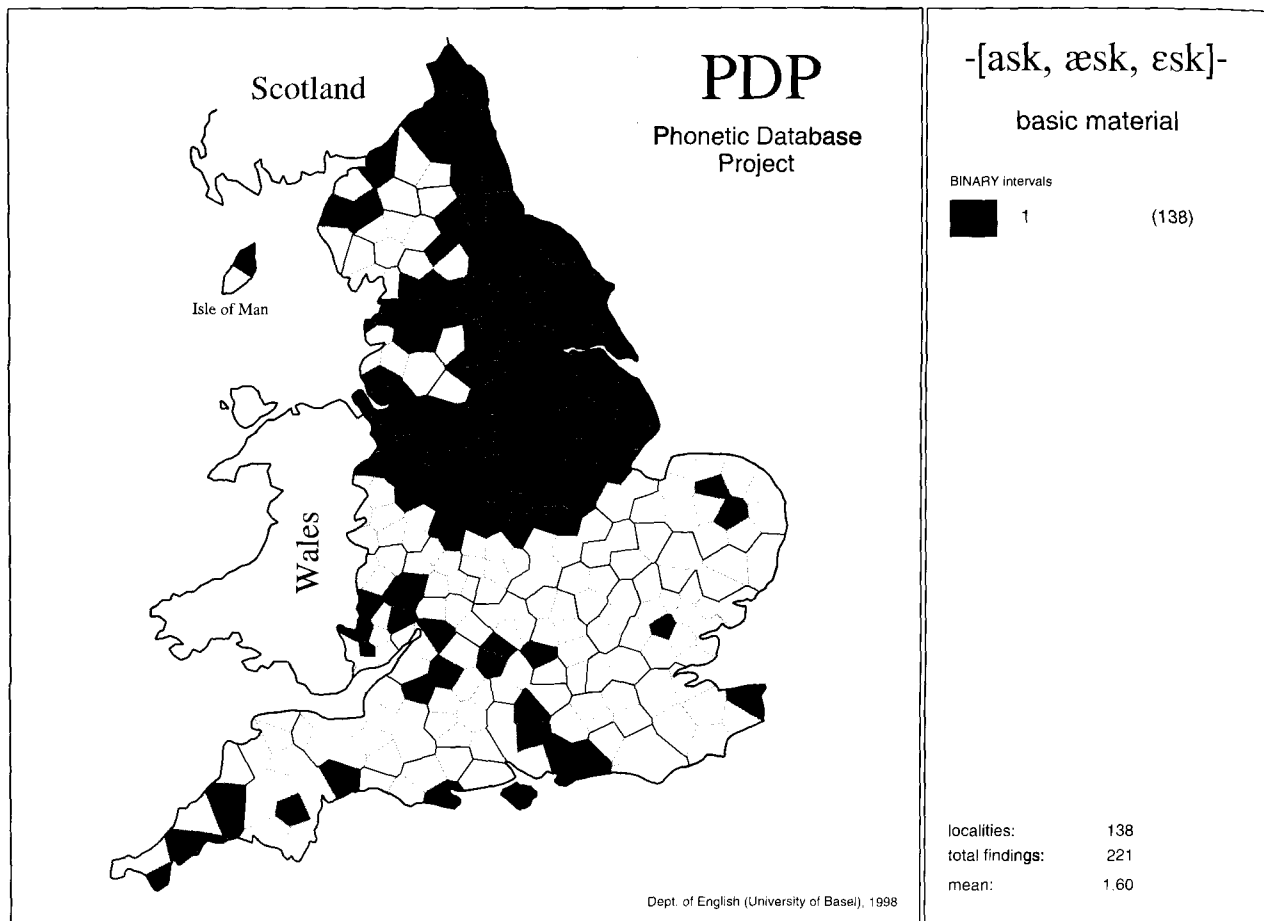 Scotland
PDP
Phonetic Database
Project
Isle of Man
Wales
Dept. of English (University of Basel), 1998
-[ask, æsk, ɛsk]-
basic material
BINARY intervals
1 (138)
localities: 138
total findings: 221
mean: 1.60